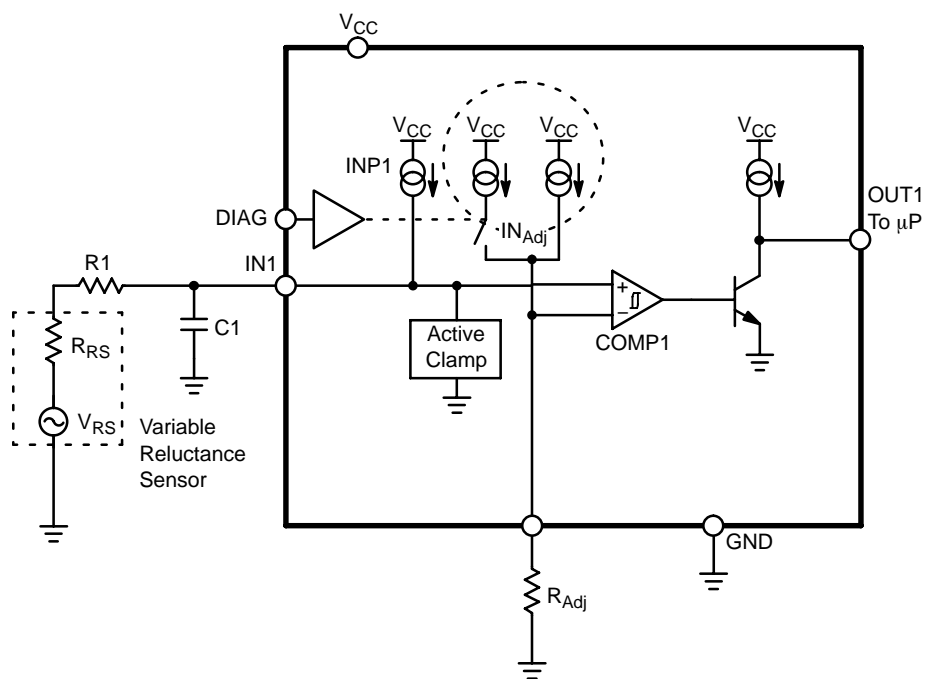 VCC
VCC
VCC
VCC
VCC
INP1
DIAG
INAdj
OUT1
To μP
R1
IN1
+
−
COMP1
C1
Active
Clamp
RRS
VRS
Variable
Reluctance
Sensor
GND
RAdj